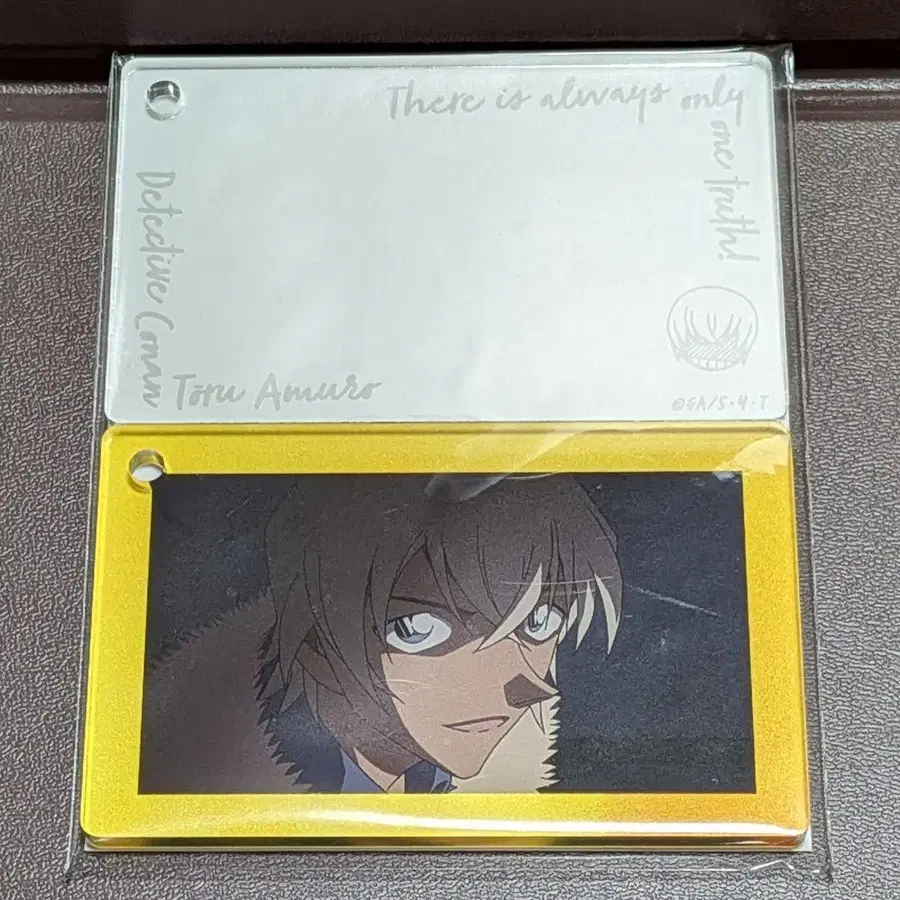 There is always only
one truth!
Detective Conan
Tōru Amuro
©GA/S・Y・T